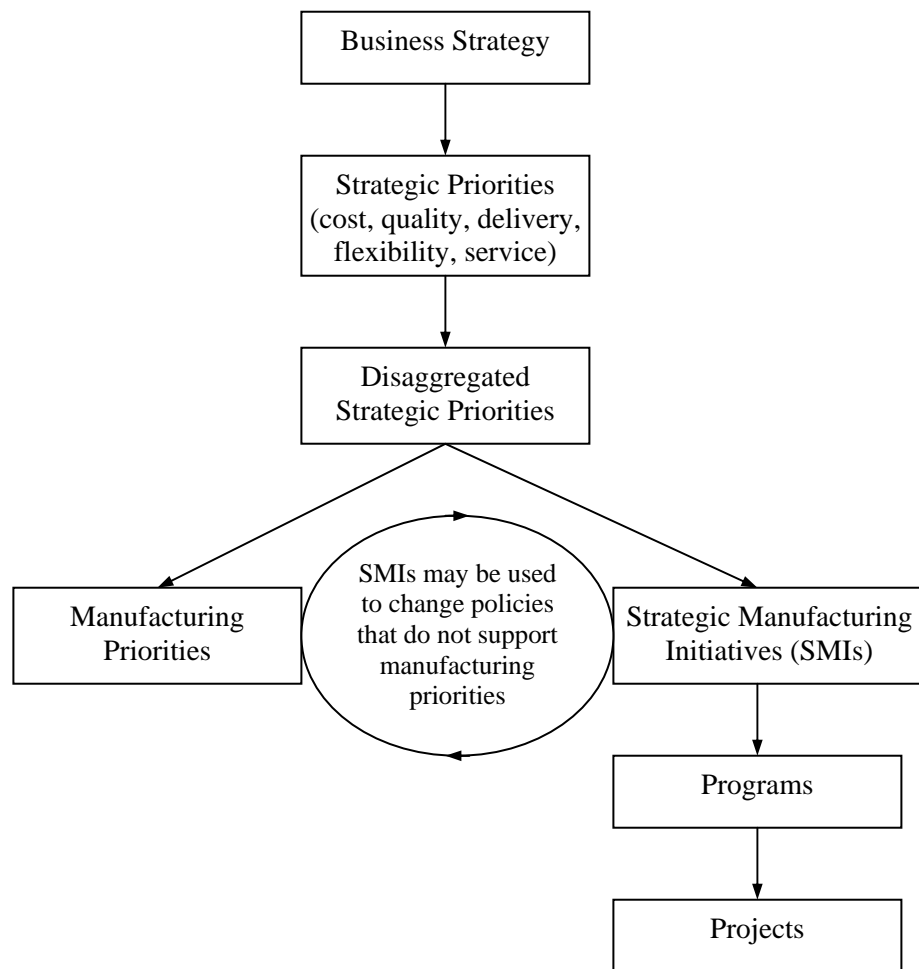 Business Strategy
Strategic Priorities
(cost, quality, delivery,
flexibility, service)
Disaggregated
Strategic Priorities
Manufacturing
Priorities
SMIs may be used
to change policies
that do not support
manufacturing
priorities
Strategic Manufacturing
Initiatives (SMIs)
Programs
Projects